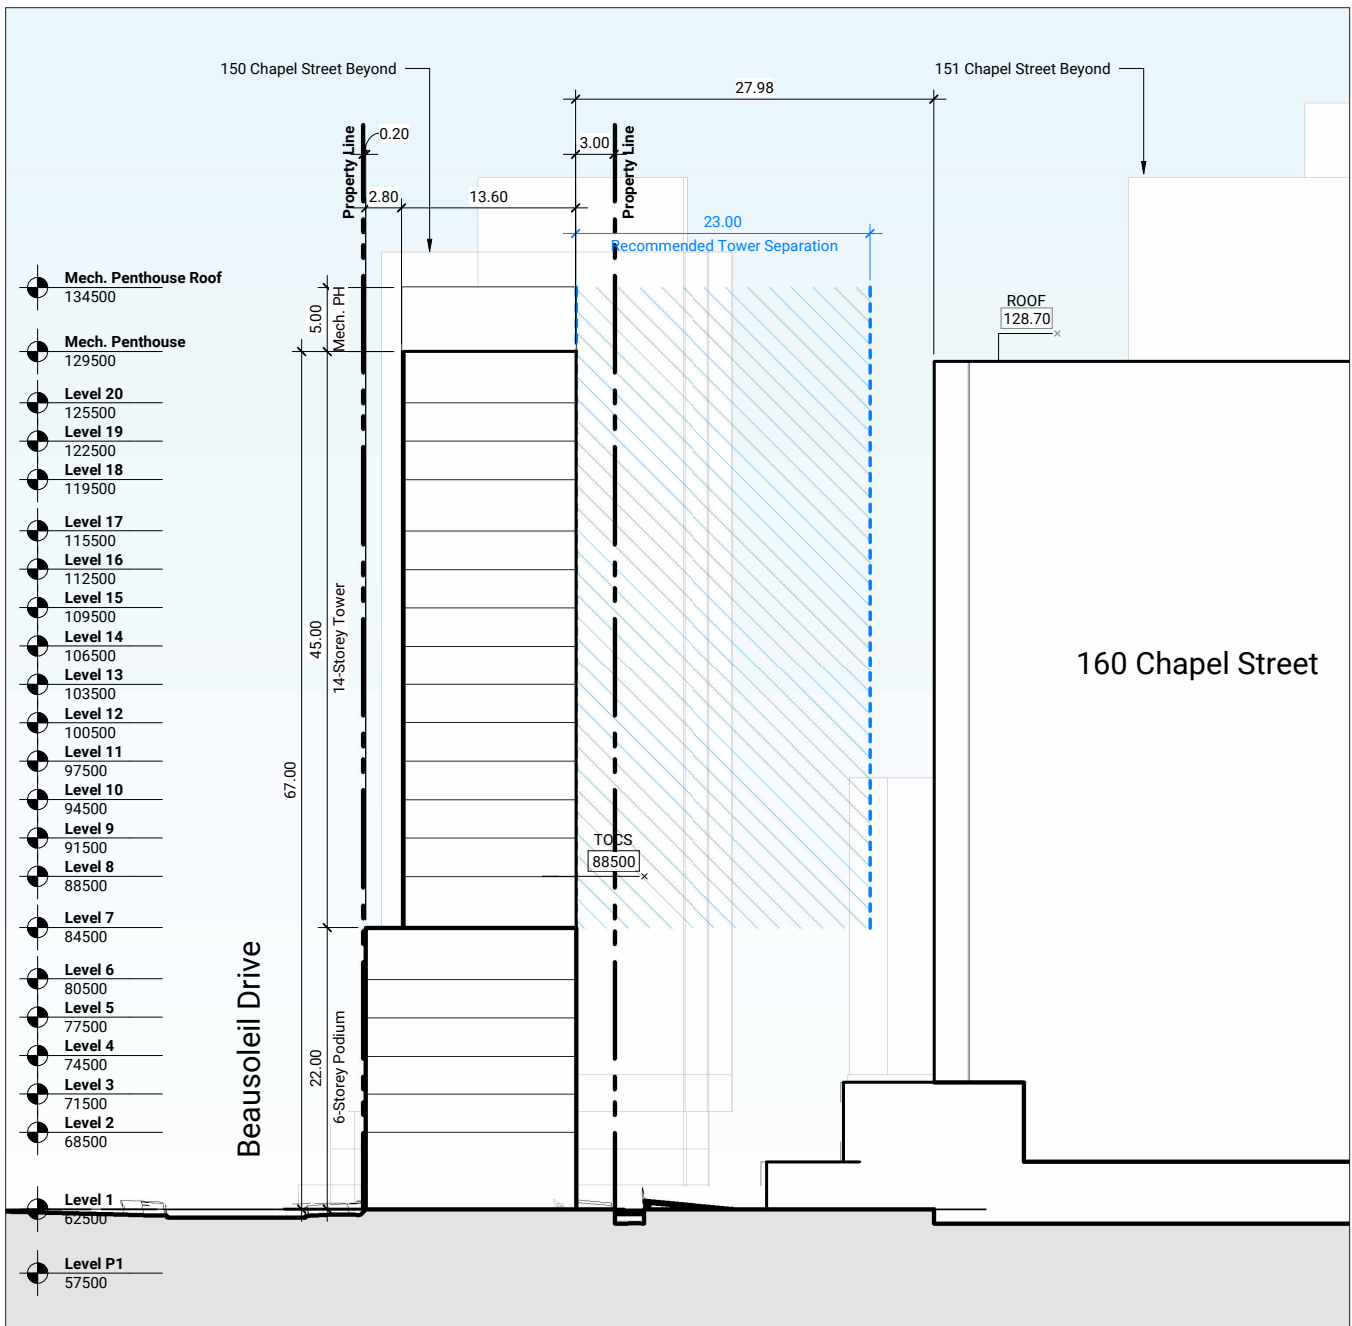 150 Chapel Street Beyond
151 Chapel Street Beyond
27.98
0.20
3.00
Property Line
Property Line
2.80
13.60
23.00
Recommended Tower Separation
Mech. Penthouse Roof
134500
5.00
Mech. PH
ROOF
128.70
Mech. Penthouse
129500
Level 20
125500
Level 19
122500
Level 18
119500
Level 17
115500
Level 16
112500
Level 15
109500
Level 14
106500
Level 13
103500
Level 12
100500
Level 11
97500
Level 10
94500
Level 9
91500
Level 8
88500
Level 7
84500
Level 6
80500
Level 5
77500
Level 4
74500
Level 3
71500
Level 2
68500
Level 1
62500
Level P1
57500
45.00
14-Storey Tower
67.00
160 Chapel Street
TOCS
88500
Beausoleil Drive
22.00
6-Storey Podium